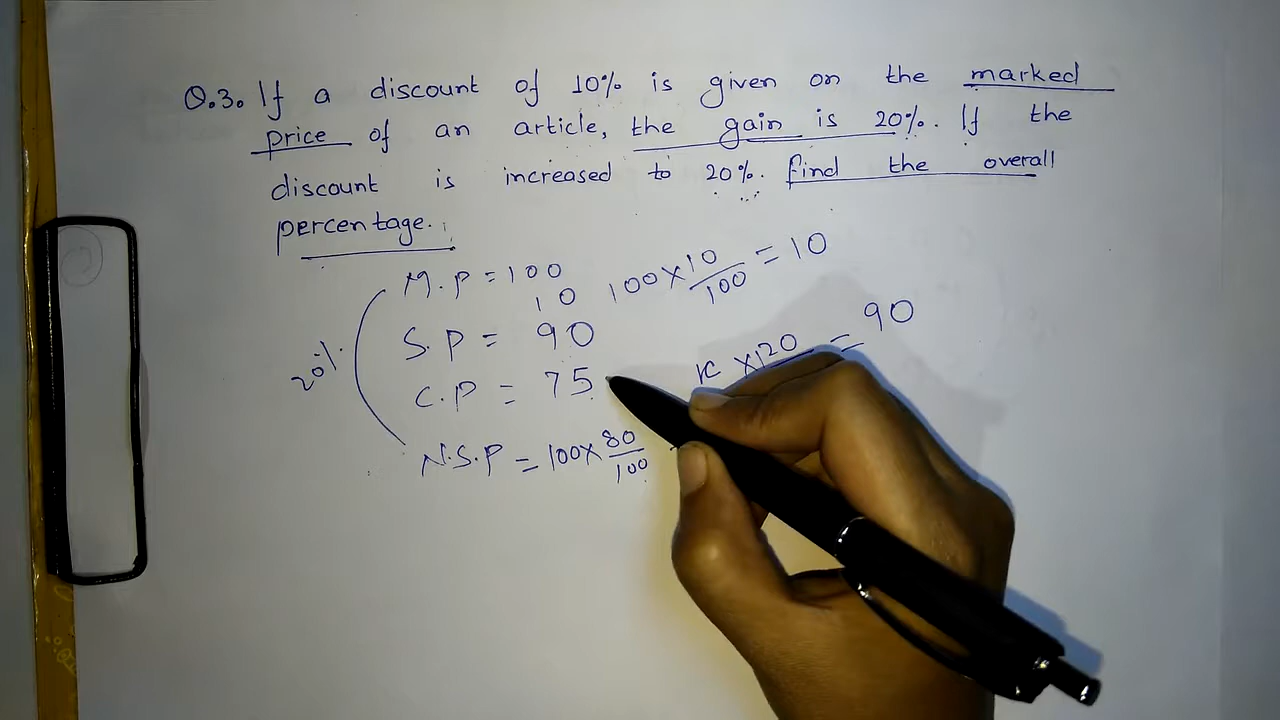 Q.3. If a discount of 10% is given on the marked
price of an article, the gain is 20%. If the
discount is increased to 20%. find the overall
percentage.
M.P = 100
10
100 × 10/100 = 10
S.P = 90
20%
C.P = 75
× 120 = 90
N.S.P = 100 × 80/100